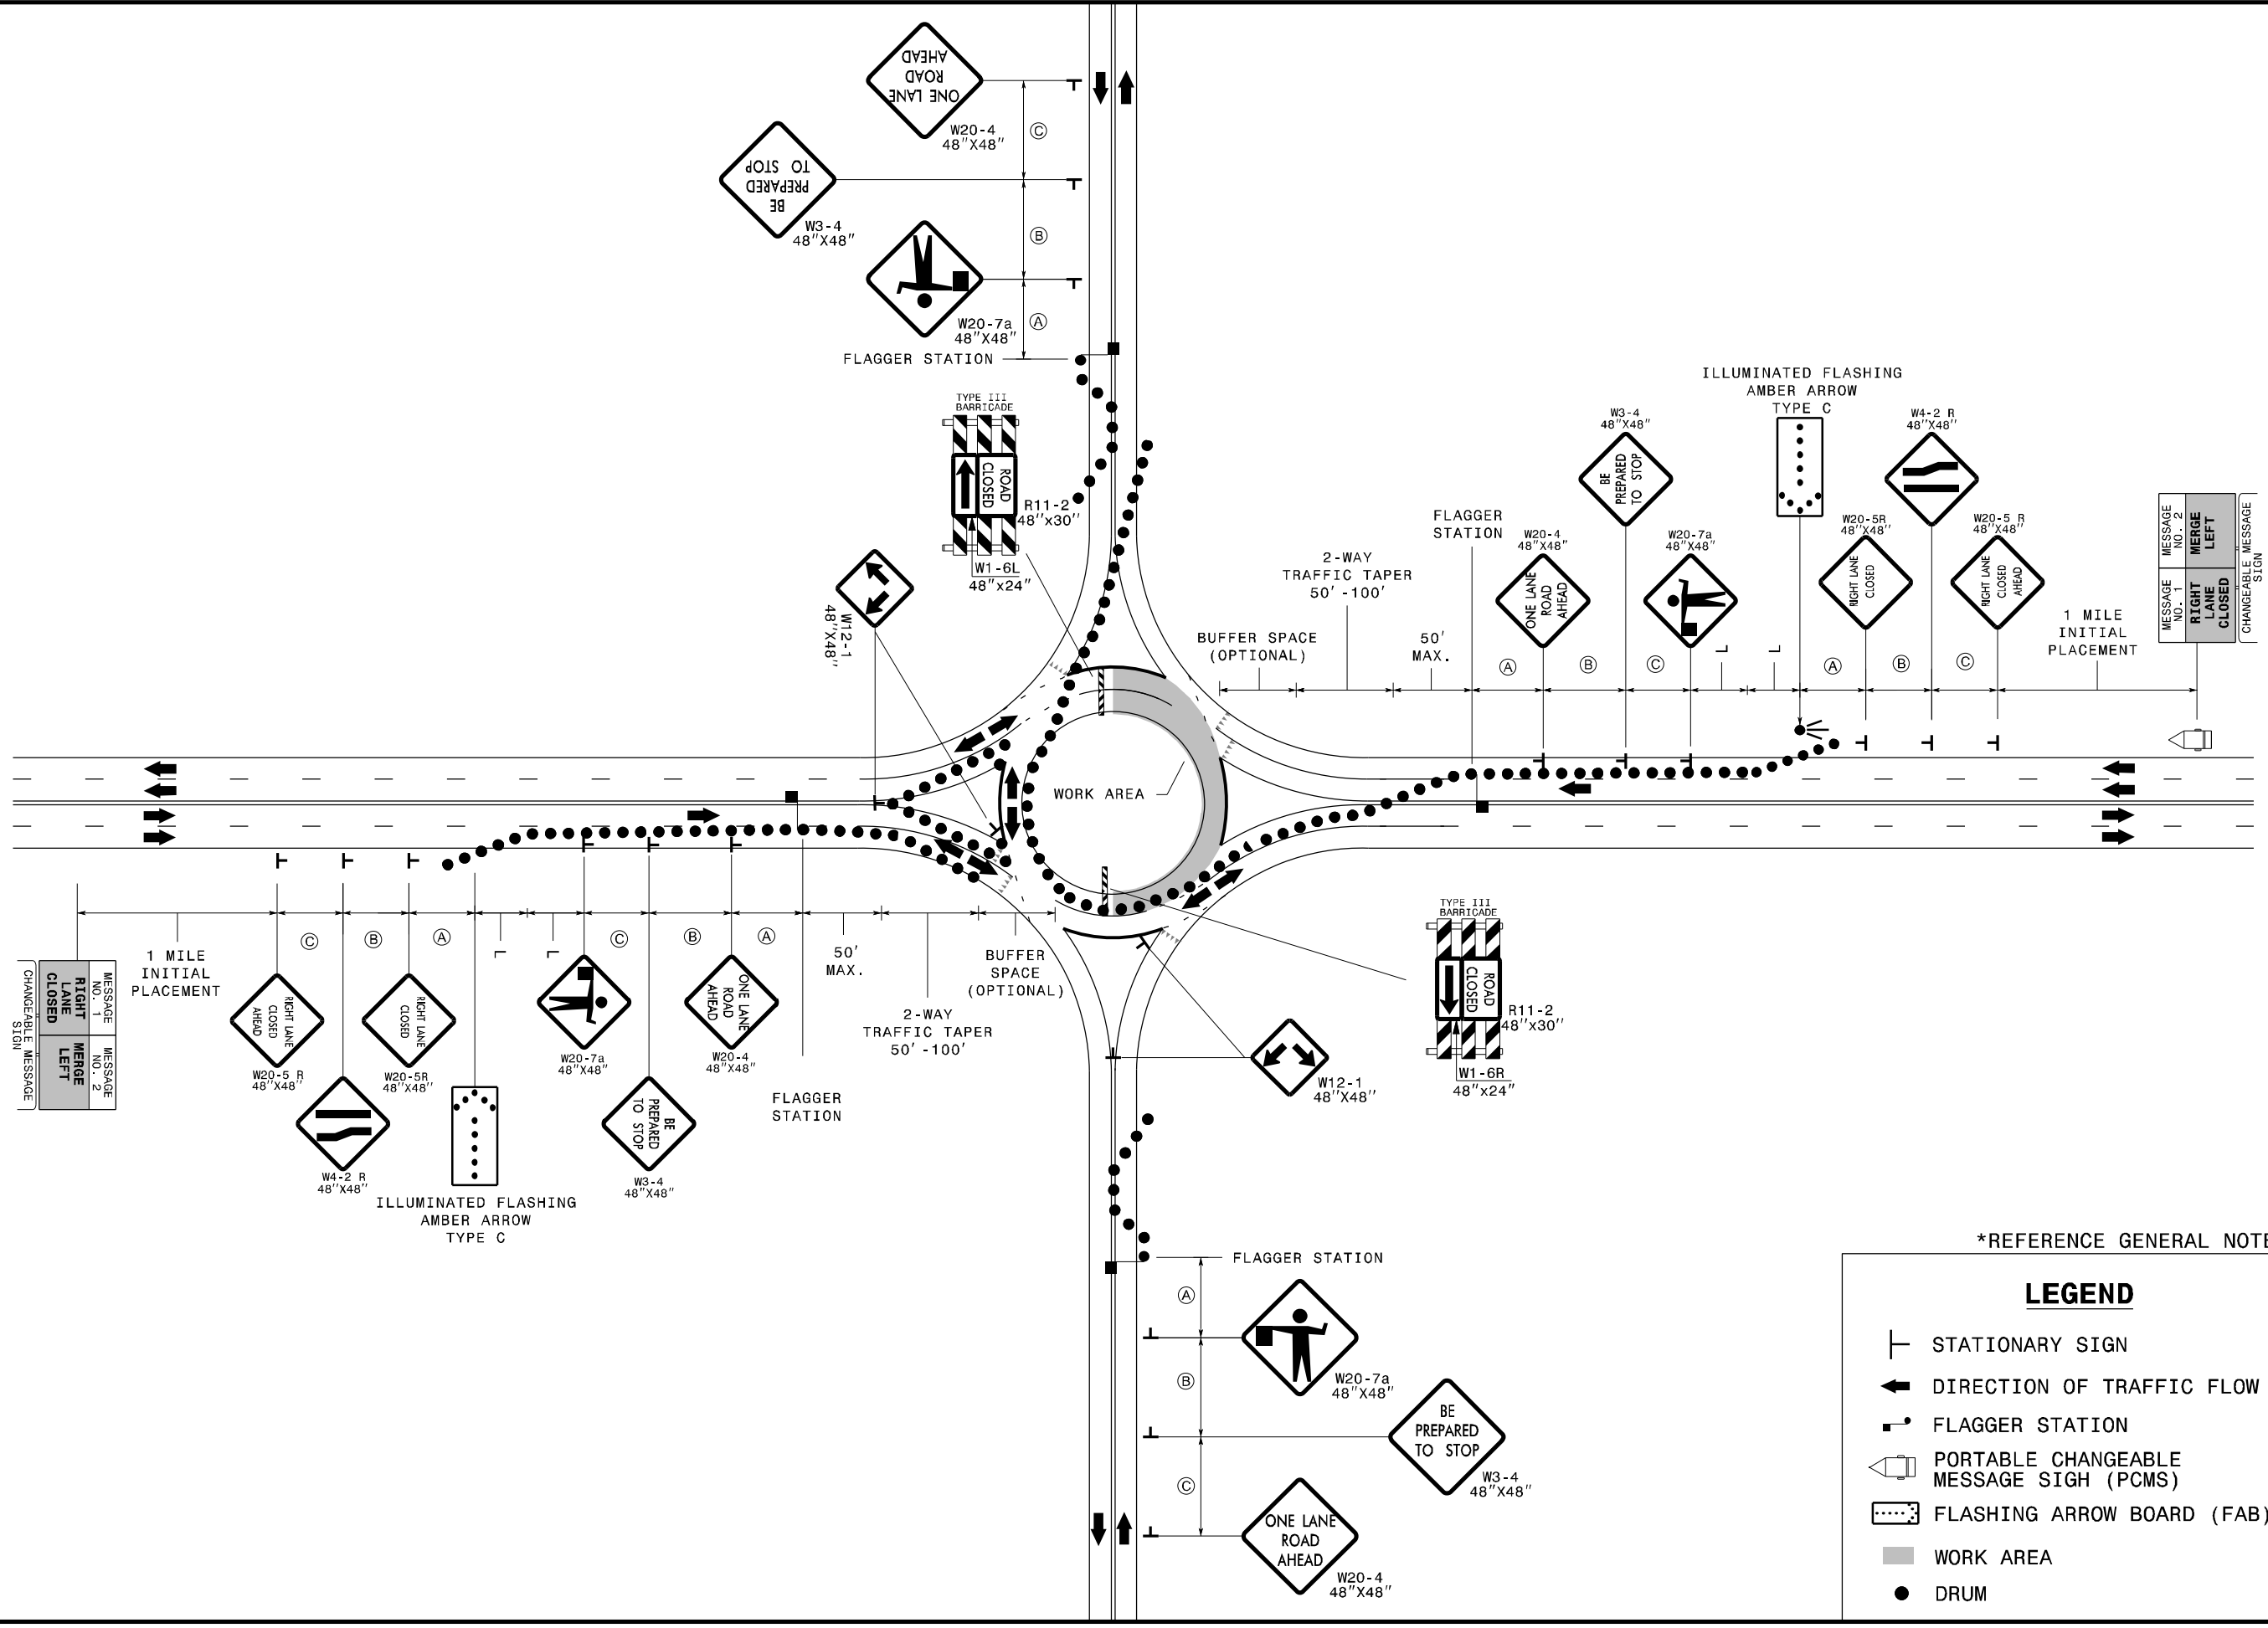 ONE LANE
ROAD
AHEAD
W20-4
48"X48"
Ⓒ
BE
PREPARED
TO STOP
W3-4
48"X48"
Ⓑ
W20-7a
48"X48"
Ⓐ
FLAGGER STATION
TYPE III
BARRICADE
ROAD
CLOSED
R11-2
48''x30''
W1-6L
48"x24"
W12-1
48''X48''
BUFFER SPACE
(OPTIONAL)
2-WAY
TRAFFIC TAPER
50'-100'
50'
MAX.
FLAGGER
STATION
Ⓐ
W20-4
48''X48''
ONE LANE
ROAD
AHEAD
Ⓑ
W3-4
48''X48''
BE
PREPARED
TO STOP
Ⓒ
W20-7a
48''X48''
L
L
ILLUMINATED FLASHING
AMBER ARROW
TYPE C
Ⓐ
W20-5R
48''X48''
RIGHT LANE
CLOSED
Ⓑ
W4-2 R
48''X48''
Ⓒ
W20-5 R
48''X48''
RIGHT LANE
CLOSED
AHEAD
1 MILE
INITIAL
PLACEMENT
MESSAGE
NO. 1
RIGHT
LANE
CLOSED
MESSAGE
NO. 2
MERGE
LEFT
CHANGEABLE MESSAGE
SIGN
WORK AREA
1 MILE
INITIAL
PLACEMENT
MESSAGE
NO. 1
RIGHT
LANE
CLOSED
MESSAGE
NO. 2
MERGE
LEFT
CHANGEABLE MESSAGE
SIGN
Ⓒ
RIGHT LANE
CLOSED
AHEAD
W20-5 R
48''X48''
Ⓑ
W4-2 R
48''X48''
Ⓐ
RIGHT LANE
CLOSED
W20-5R
48''X48''
ILLUMINATED FLASHING
AMBER ARROW
TYPE C
L
L
Ⓒ
W20-7a
48''X48''
Ⓑ
BE
PREPARED
TO STOP
W3-4
48''X48''
Ⓐ
ONE LANE
ROAD
AHEAD
W20-4
48''X48''
FLAGGER
STATION
50'
MAX.
2-WAY
TRAFFIC TAPER
50'-100'
BUFFER
SPACE
(OPTIONAL)
TYPE III
BARRICADE
ROAD
CLOSED
R11-2
48''x30''
W1-6R
48''x24''
W12-1
48''X48''
FLAGGER STATION
Ⓐ
W20-7a
48"X48"
Ⓑ
BE
PREPARED
TO STOP
W3-4
48"X48"
Ⓒ
ONE LANE
ROAD
AHEAD
W20-4
48"X48"
*REFERENCE GENERAL NOTE
LEGEND
STATIONARY SIGN
DIRECTION OF TRAFFIC FLOW
FLAGGER STATION
PORTABLE CHANGEABLE
MESSAGE SIGH (PCMS)
FLASHING ARROW BOARD (FAB)
WORK AREA
DRUM